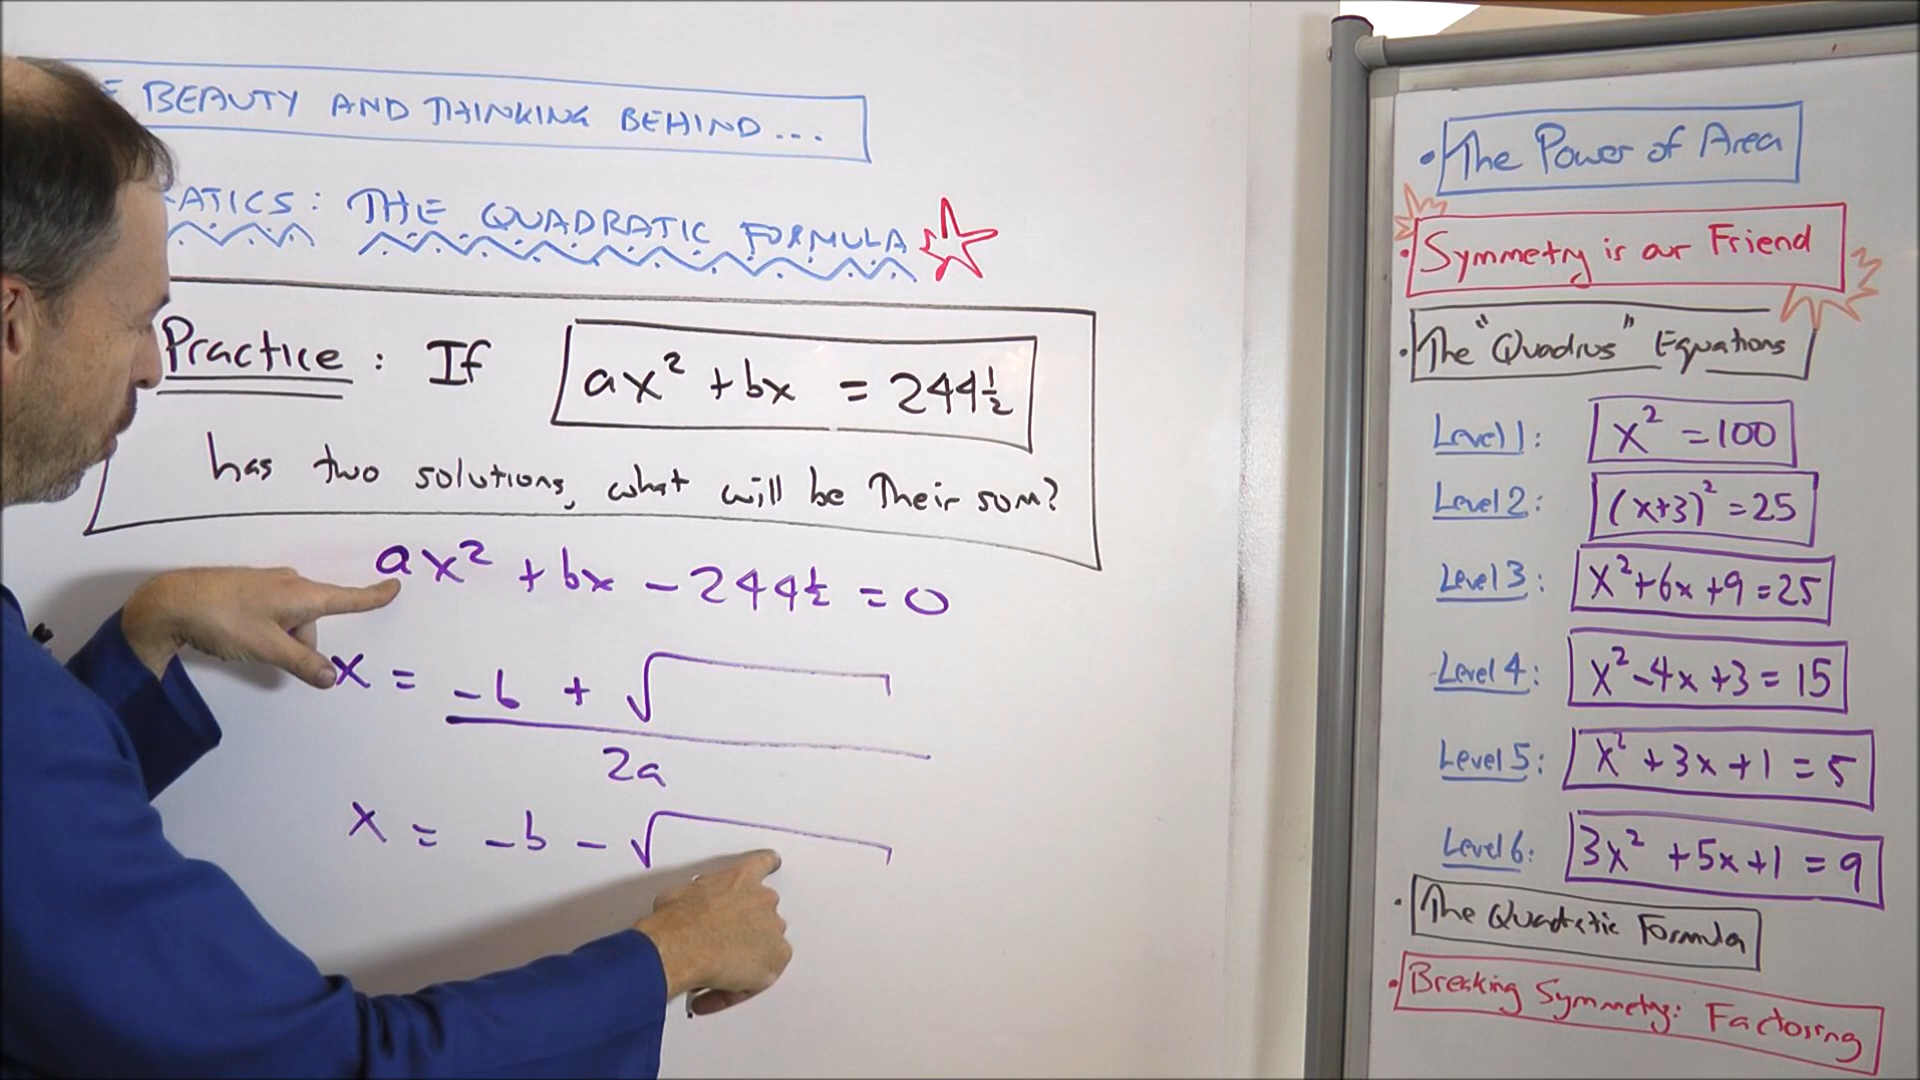 BEAUTY AND THINKING BEHIND...
RATICS: THE QUADRATIC FORMULA
Practice: If ax² + bx = 244½
has two solutions, what will be their sum?
ax² + bx - 244½ = 0
x = -b + √
2a
x = -b - √
• The Power of Area
• Symmetry is our Friend
• The "Quadrus" Equations
Level 1: x² = 100
Level 2: (x+3)² = 25
Level 3: x² + 6x + 9 = 25
Level 4: x² - 4x + 3 = 15
Level 5: x² + 3x + 1 = 5
Level 6: 3x² + 5x + 1 = 9
• The Quadratic Formula
• Breaking Symmetry: Factoring